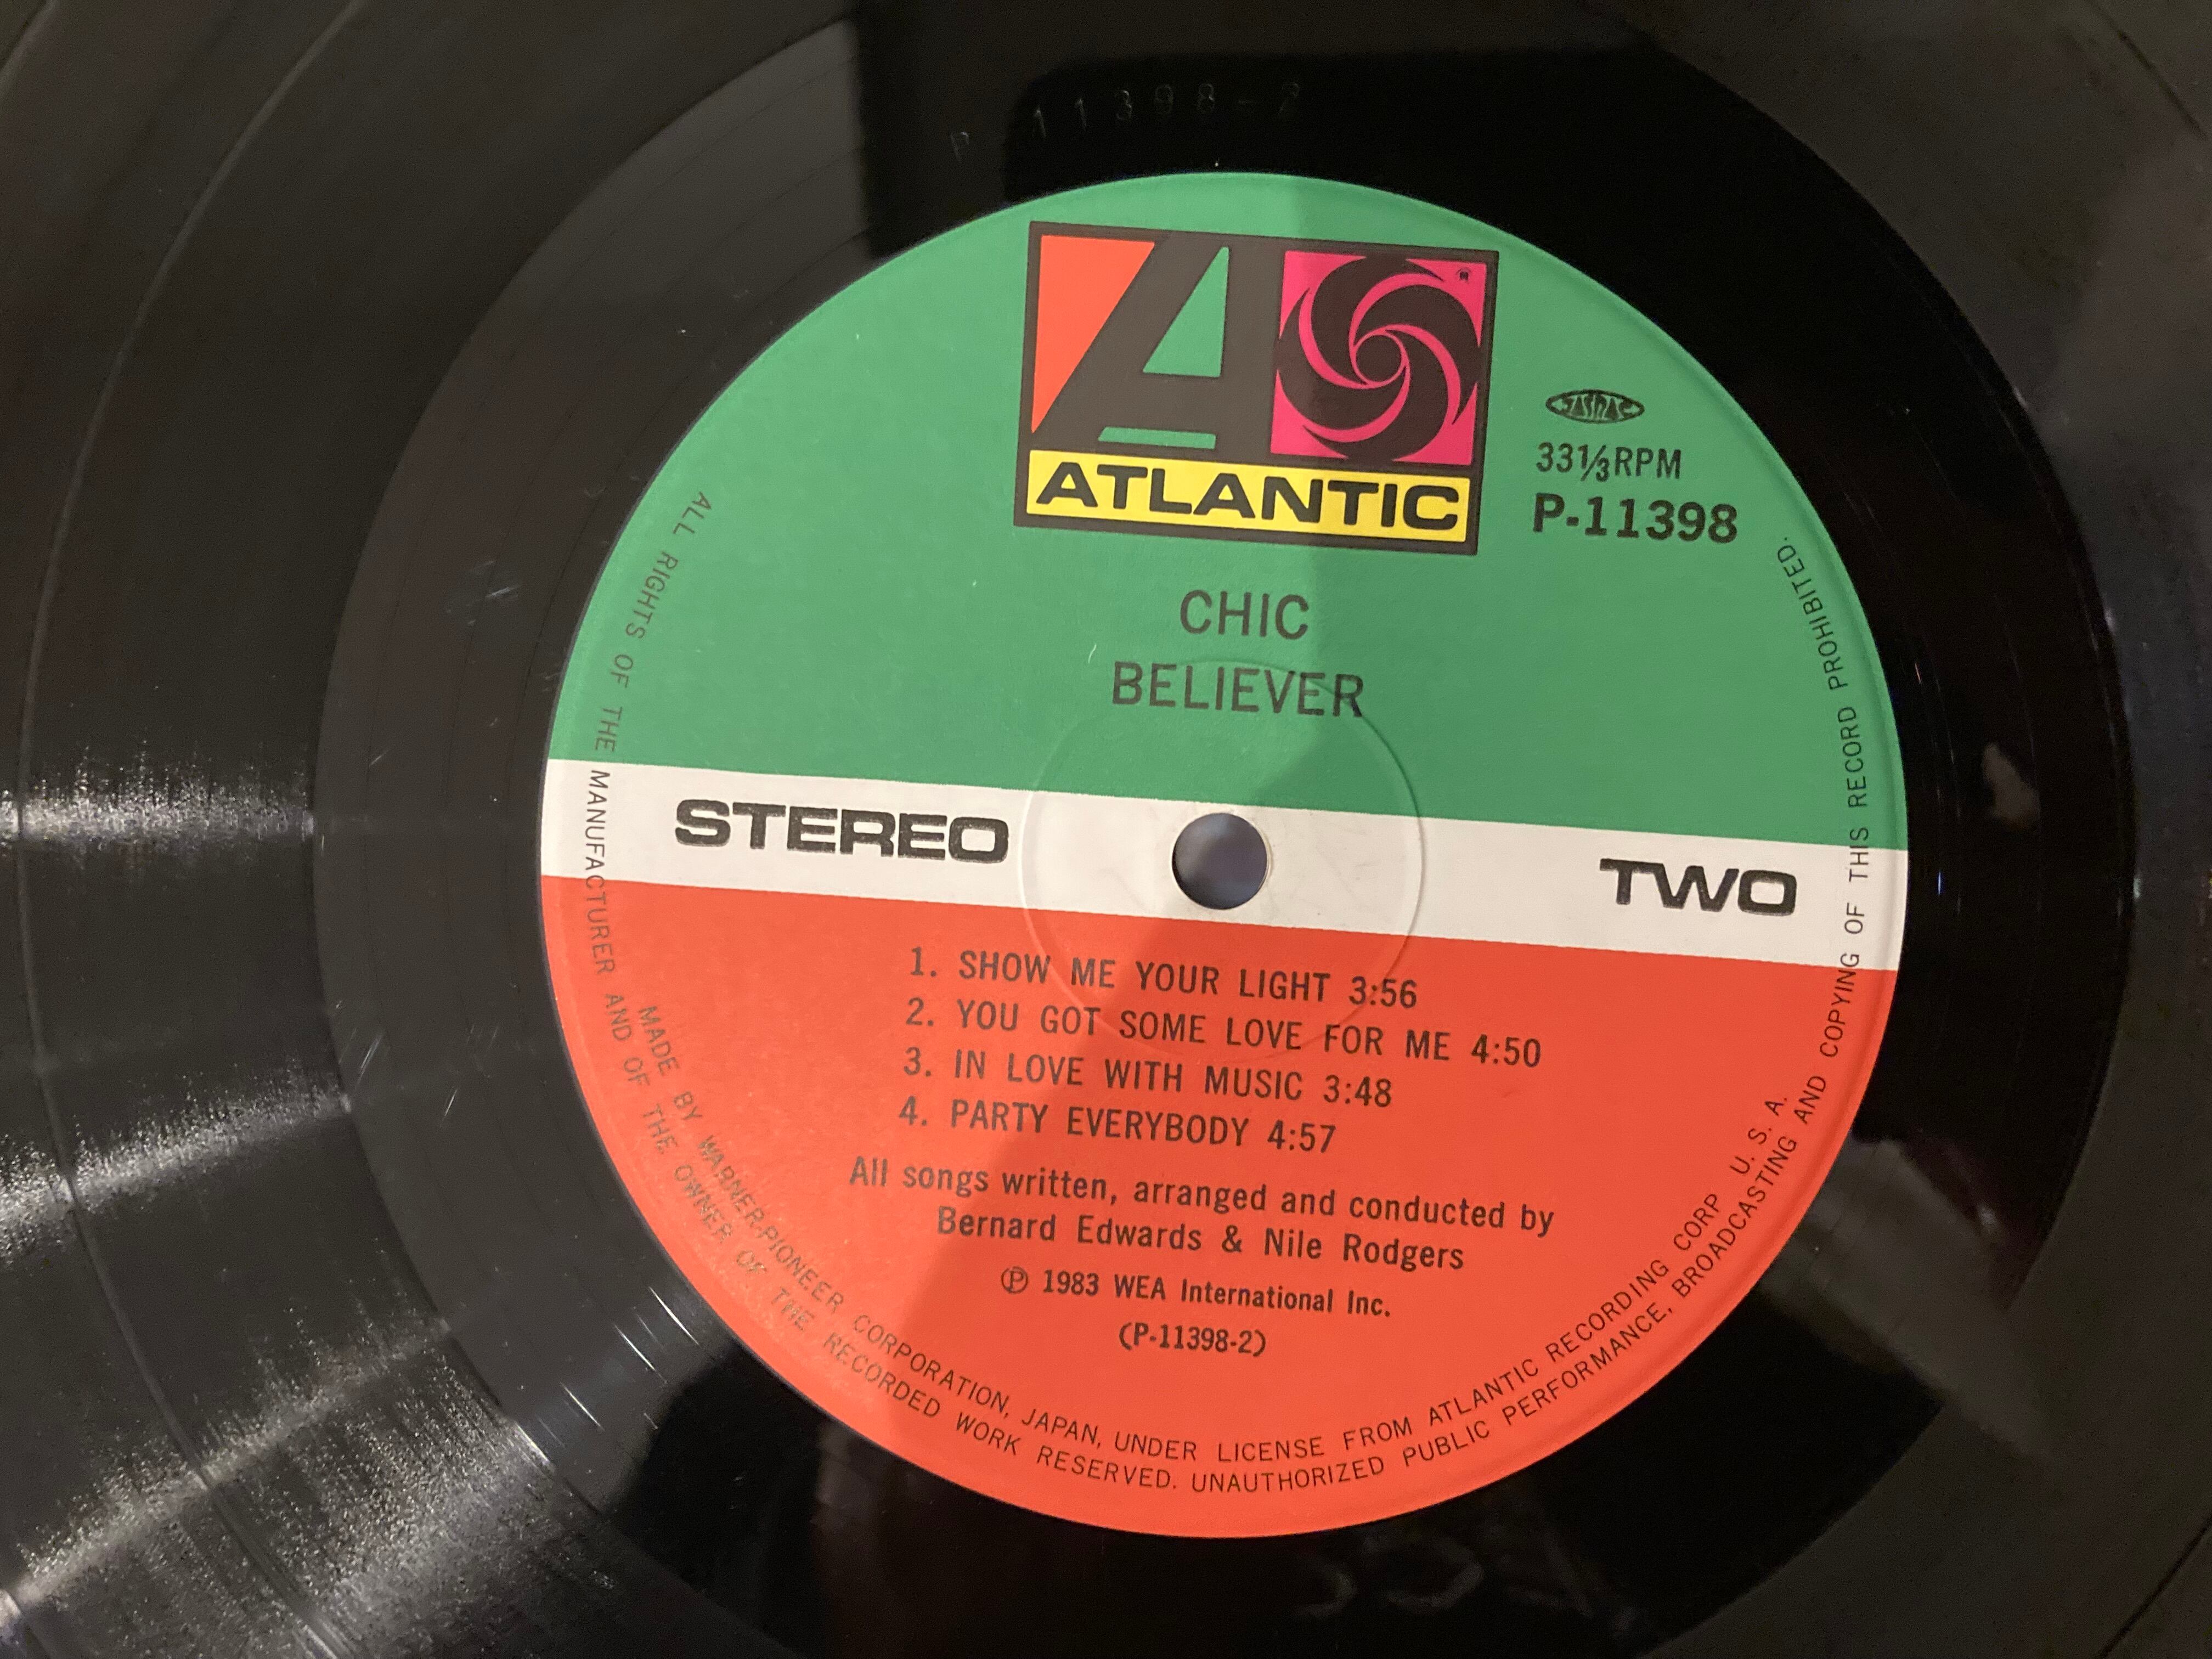 P 11398-2
A
®
ATLANTIC
JASRAC
33⅓RPM
P-11398
CHIC
BELIEVER
STEREO
TWO
1. SHOW ME YOUR LIGHT 3:56
2. YOU GOT SOME LOVE FOR ME 4:50
3. IN LOVE WITH MUSIC 3:48
4. PARTY EVERYBODY 4:57
All songs written, arranged and conducted by
Bernard Edwards & Nile Rodgers
Ⓟ 1983 WEA International Inc.
(P-11398-2)
MADE BY WARNER-PIONEER CORPORATION, JAPAN, UNDER LICENSE FROM ATLANTIC RECORDING CORP. U. S. A.
ALL RIGHTS OF THE MANUFACTURER AND OF THE OWNER OF THE RECORDED WORK RESERVED. UNAUTHORIZED PUBLIC PERFORMANCE, BROADCASTING AND COPYING OF THIS RECORD PROHIBITED.